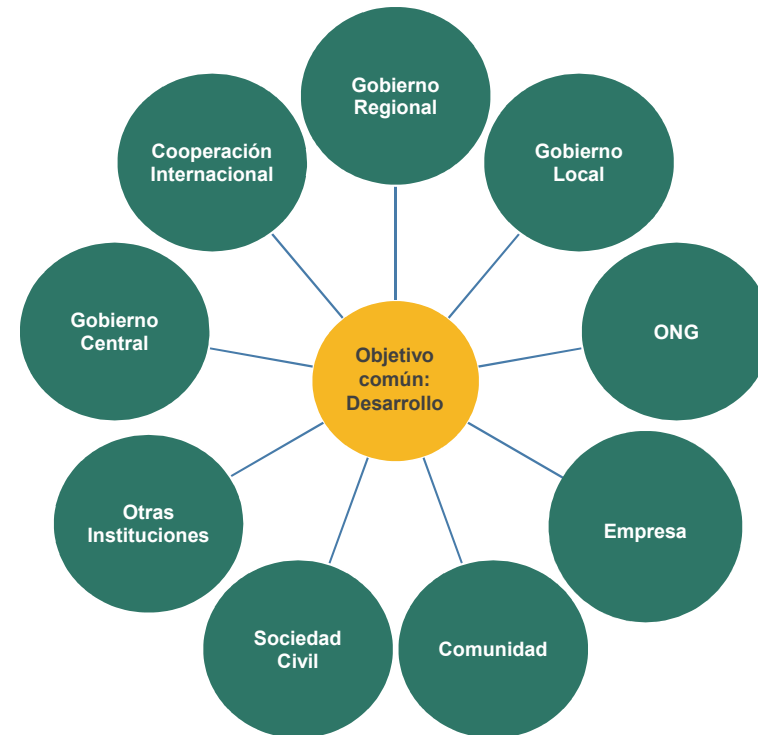 Gobierno
Regional
Gobierno
Local
ONG
Empresa
Comunidad
Sociedad
Civil
Otras
Instituciones
Gobierno
Central
Cooperación
Internacional
Objetivo
común:
Desarrollo